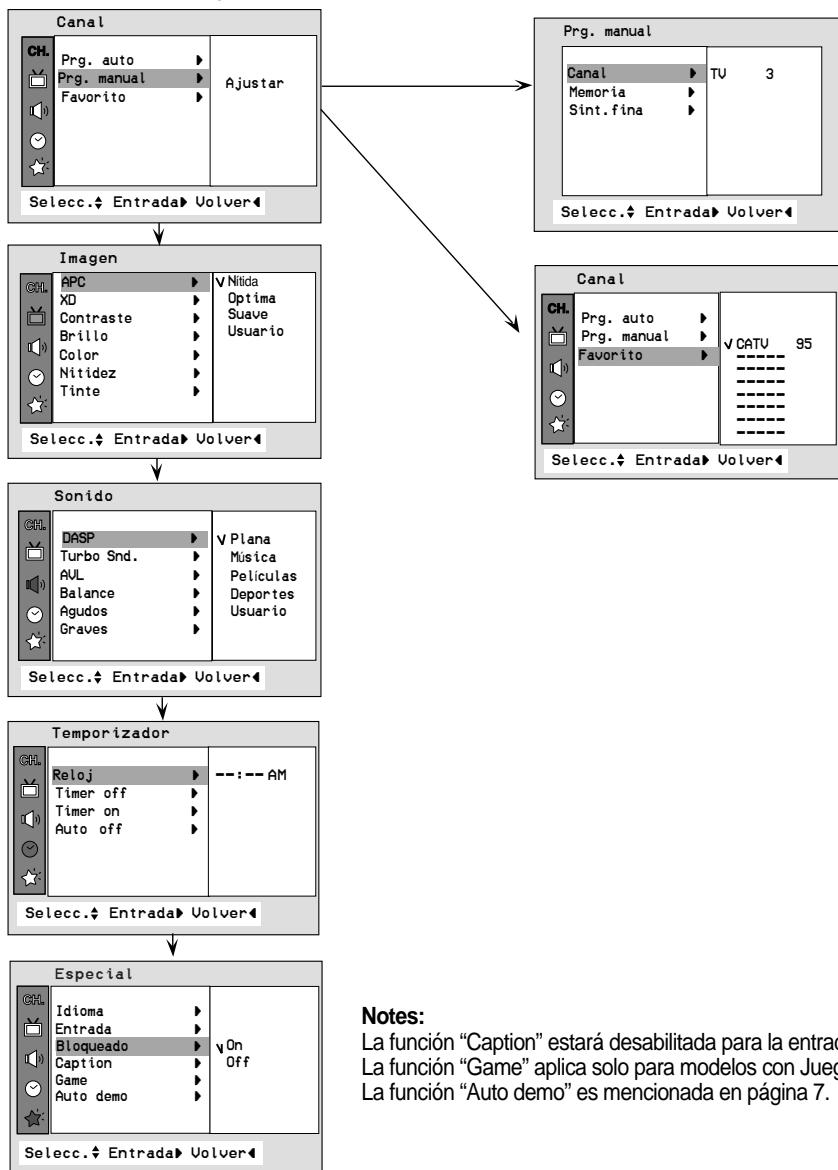 Canal
CH.
Prg. auto
Prg. manual
Favorito
Ajustar
Selecc. Entrada Volver
Prg. manual
Canal
Memoria
Sint.fina
TV 3
Selecc. Entrada Volver
Imagen
CH.
APC
XD
Contraste
Brillo
Color
Nitidez
Tinte
Nítida
Optima
Suave
Usuario
Selecc. Entrada Volver
Canal
CH.
Prg. auto
Prg. manual
Favorito
CATV 95
-----
-----
-----
-----
-----
-----
-----
Selecc. Entrada Volver
Sonido
CH.
DASP
Turbo Snd.
AVL
Balance
Agudos
Graves
Plana
Música
Películas
Deportes
Usuario
Selecc. Entrada Volver
Temporizador
CH.
Reloj
Timer off
Timer on
Auto off
--:-- AM
Selecc. Entrada Volver
Especial
CH.
Idioma
Entrada
Bloqueado
Caption
Game
Auto demo
On
Off
Selecc. Entrada Volver
Notes:
La función “Caption” estará desabilitada para la
La función “Game” aplica solo para modelos con
La función “Auto demo” es mencionada en página 7.